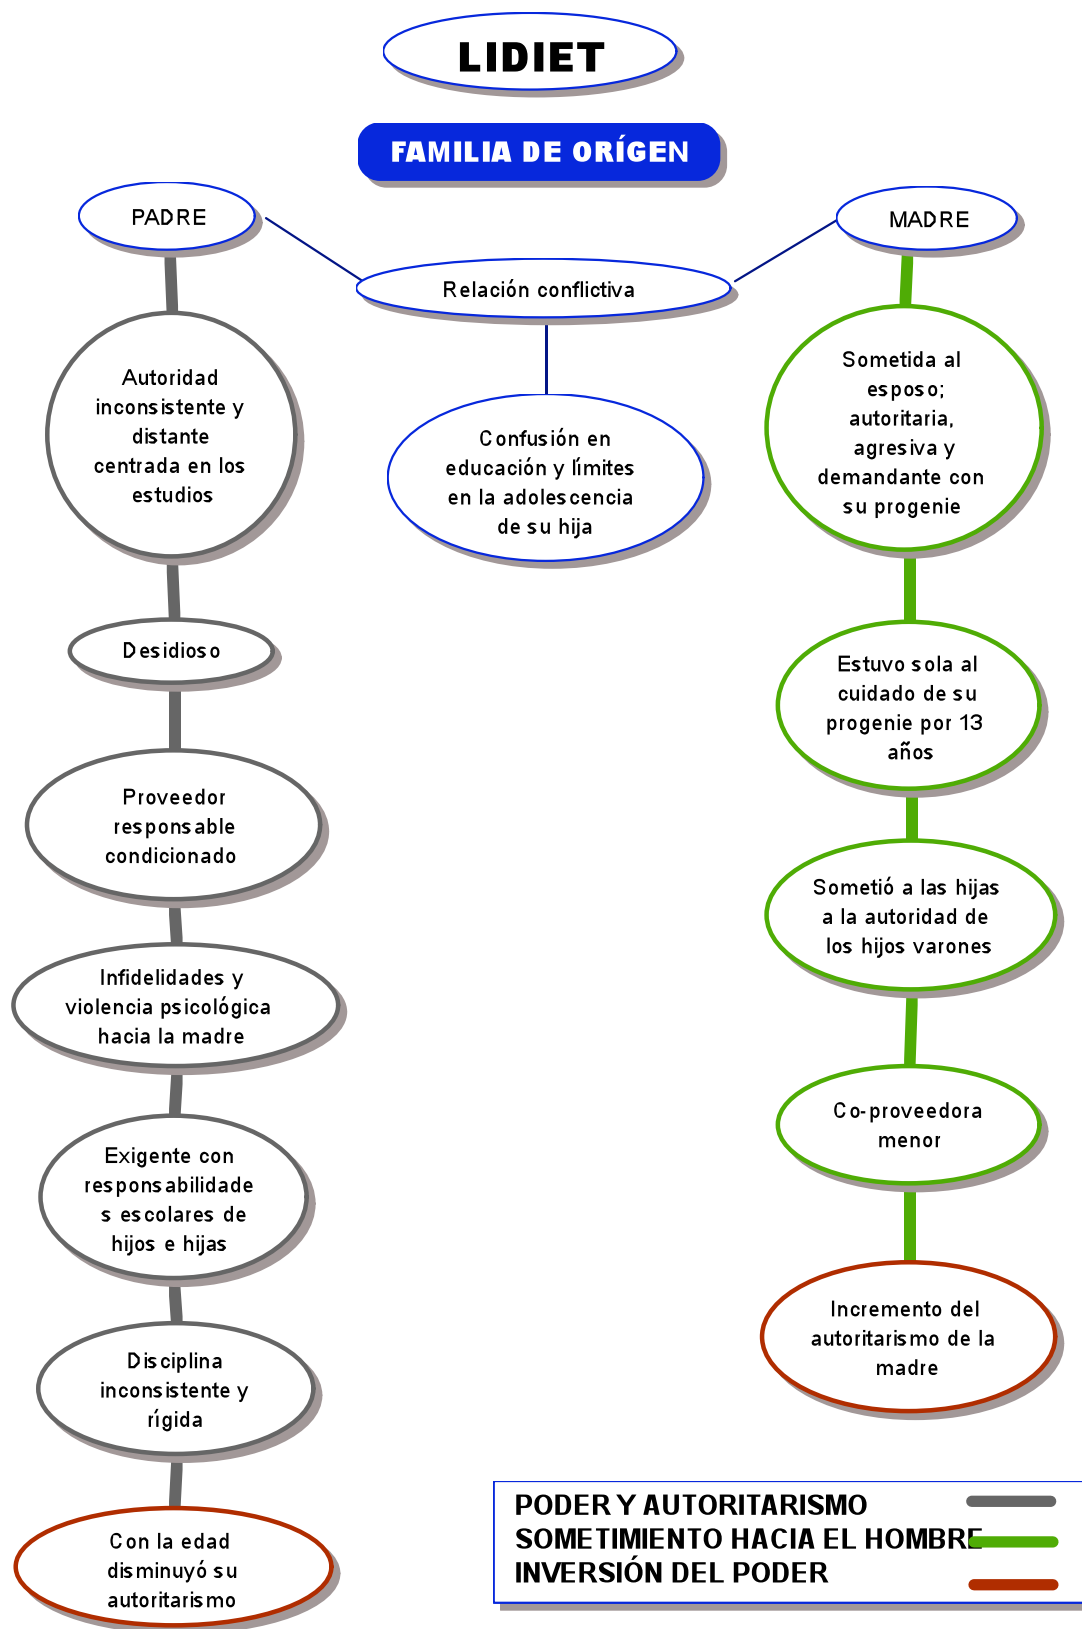 LIDIET
FAMILIA DE ORÍGEN
PADRE
MADRE
Relación conflictiva
Confusión en
educación y límites
en la adolescencia
de su hija
Autoridad
inconsistente y
distante
centrada en los
estudios
Desidioso
Proveedor
responsable
condicionado
Infidelidades y
violencia psicológica
hacia la madre
Exigente con
responsabilidade
s escolares de
hijos e hijas
Disciplina
inconsistente y
rígida
Con la edad
disminuyó su
autoritarismo
Sometida al
esposo;
autoritaria,
agresiva y
demandante con
su progenie
Estuvo sola al
cuidado de su
progenie por 13
años
Sometió a las hijas
a la autoridad de
los hijos varones
Co-proveedora
menor
Incremento del
autoritarismo de la
madre
PODER Y AUTORITARISMO
SOMETIMIENTO HACIA EL HOMBRE
INVERSIÓN DEL PODER